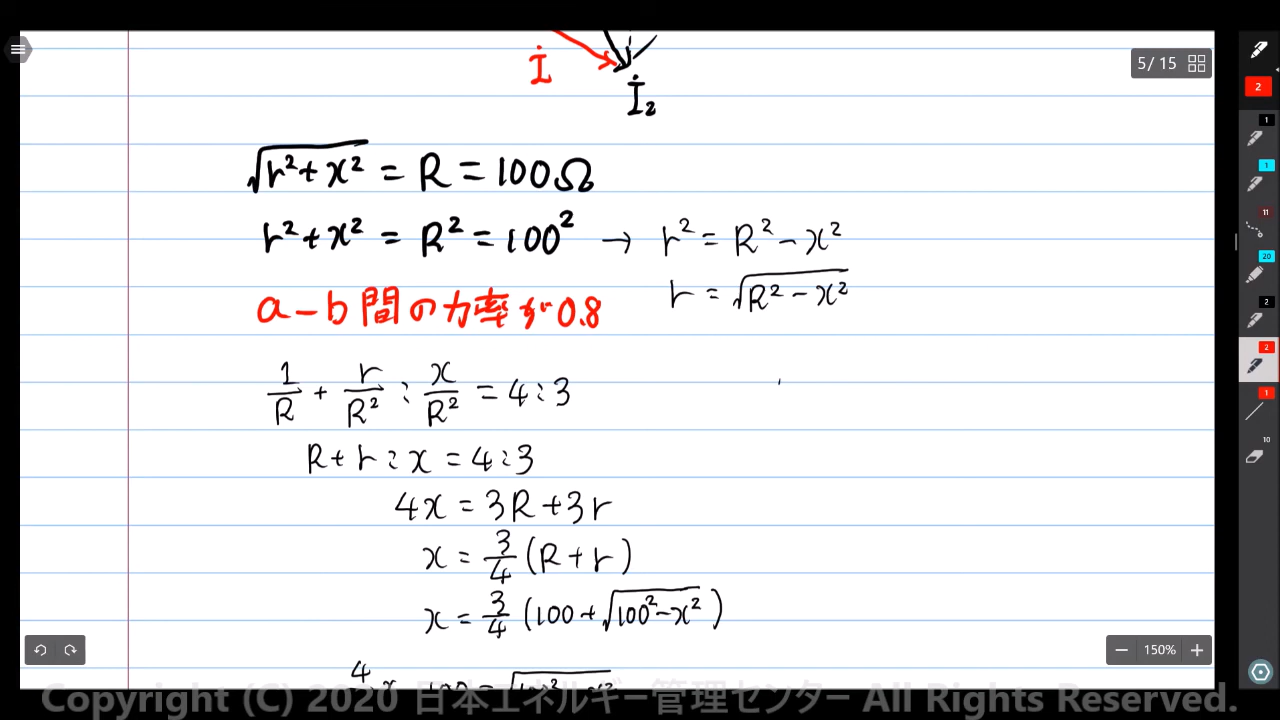 5 / 15
İ
İ₂
√(r²+x²) = R = 100Ω
r²+x² = R² = 100² → r² = R² − x²
r = √(R² − x²)
a−b間の力率が0.8
1/R + r/R² : x/R² = 4:3
R + r : x = 4:3
4x = 3R + 3r
x = 3/4 (R + r)
x = 3/4 (100 + √(100² − x²))
150%
Copyright (C) 2020 日本エネルギー管理センター All Rights Reserved.